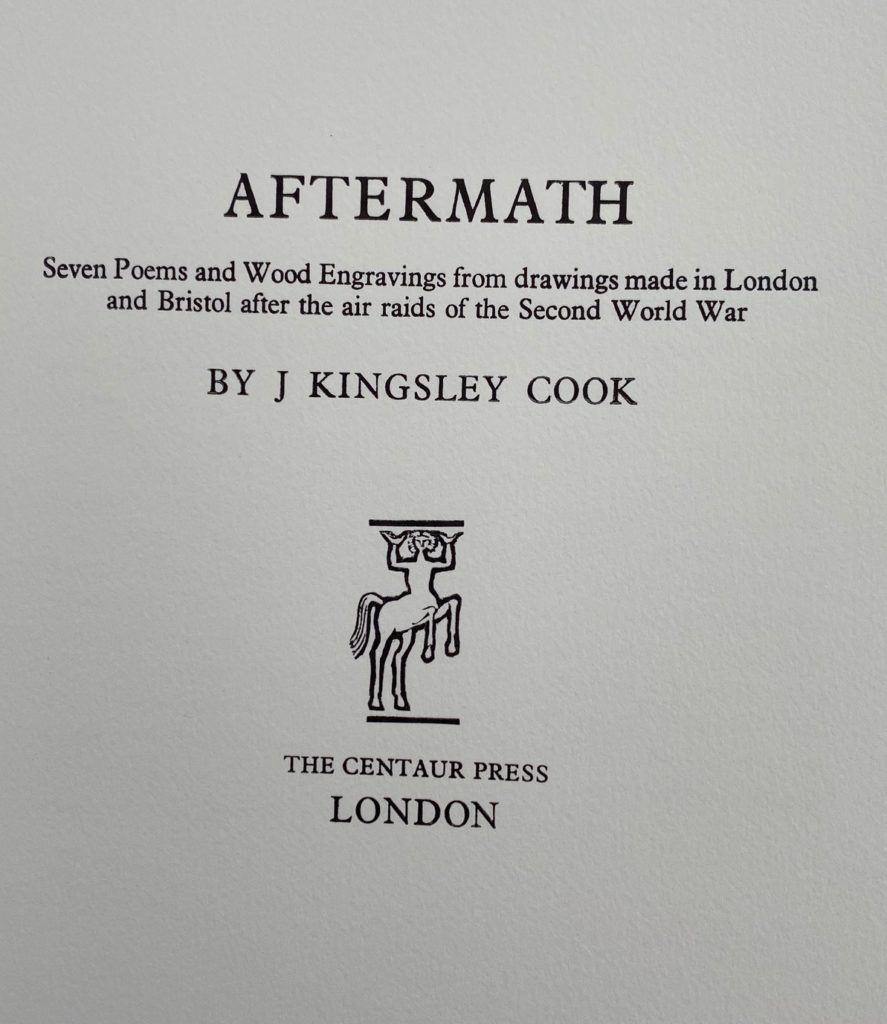 AFTERMATH
Seven Poems and Wood Engravings from drawings made in London
and Bristol after the air raids of the Second World War
BY J KINGSLEY COOK
THE CENTAUR PRESS
LONDON